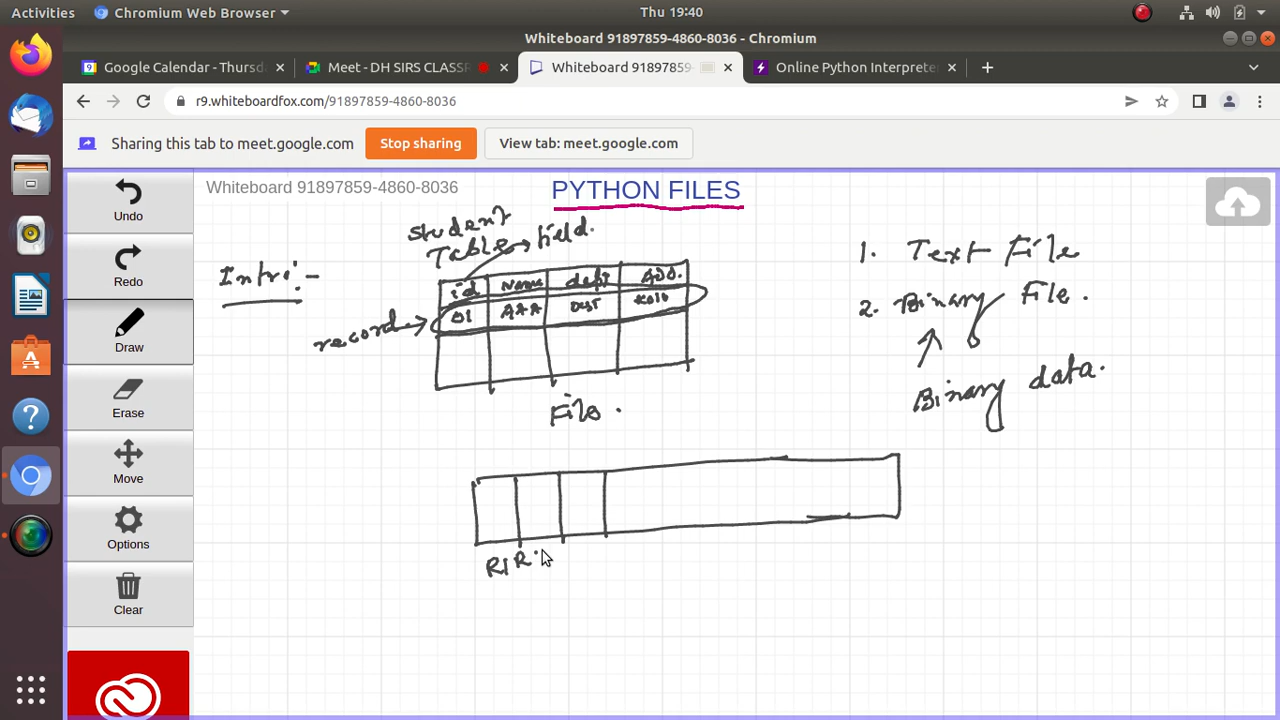 Activities
Chromium Web Browser
Thu 19:40
Whiteboard 91897859-4860-8036 - Chromium
Google Calendar - Thursd
Meet - DH SIRS CLASSR
Whiteboard 91897859-
Online Python Interprete
r9.whiteboardfox.com/91897859-4860-8036
Sharing this tab to meet.google.com
Stop sharing
View tab: meet.google.com
Undo
Redo
Draw
Erase
Move
Options
Clear
Whiteboard 91897859-4860-8036
PYTHON FILES
Intro:-
Student
Table
field.
id Name dept ADD.
record
01 AAA
File.
1. Text File
2. Binary File.
Binary data.
R1 R